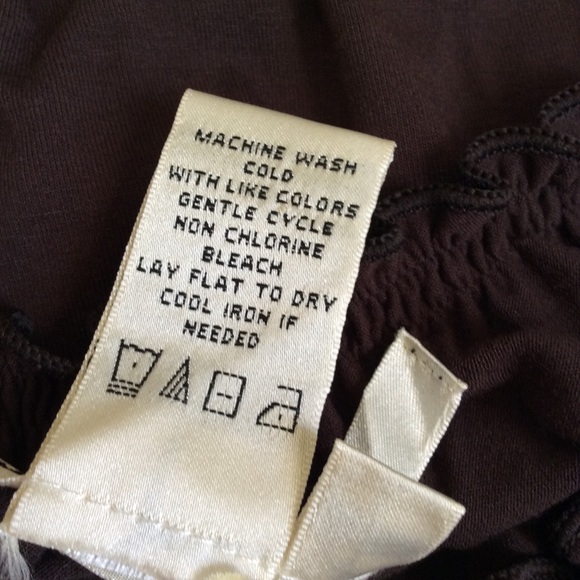 MACHINE WASH
COLD
WITH LIKE COLORS
GENTLE CYCLE
NON CHLORINE
BLEACH
LAY FLAT TO DRY
COOL IRON IF
NEEDED